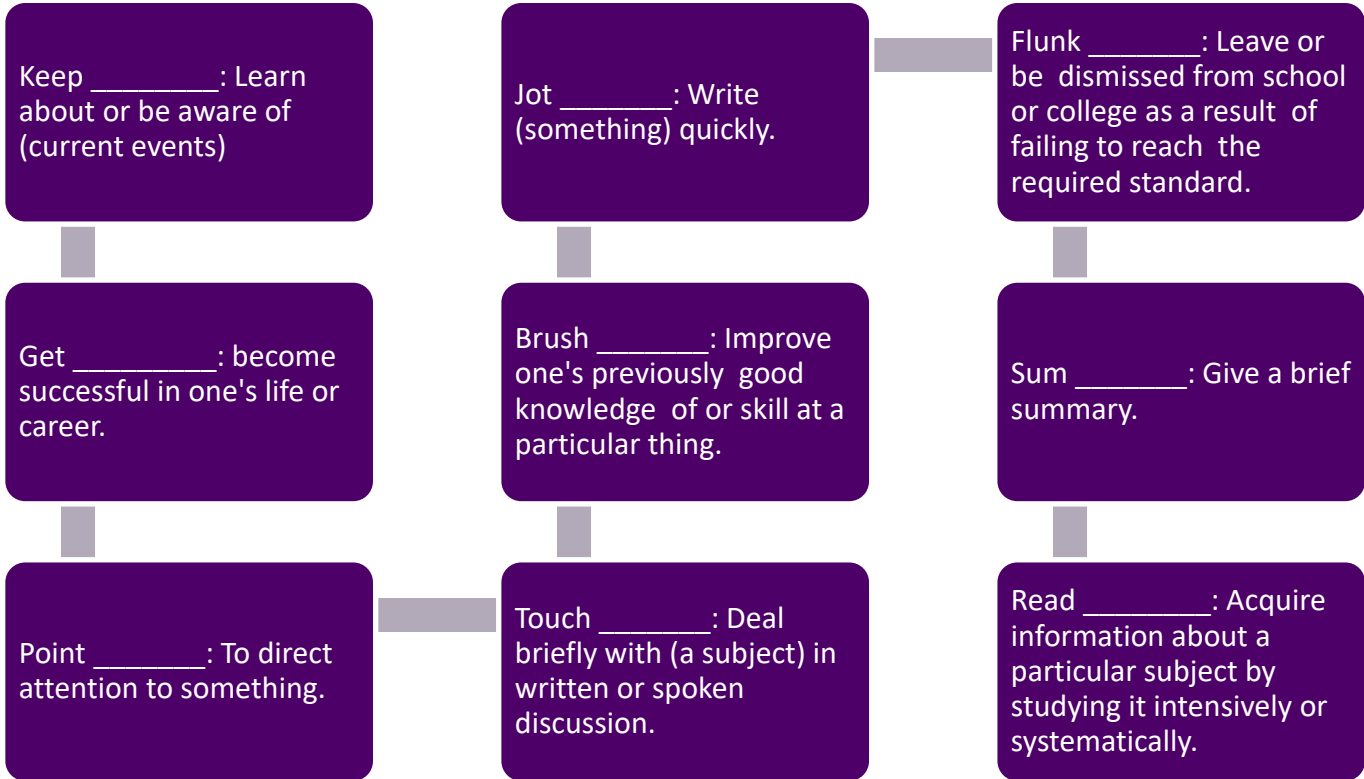 Keep ________: Learn
about or be aware of
(current events)
Get _________: become
successful in one's life or
career.
Point _______: To direct
attention to something.
Touch _______: Deal
briefly with (a subject) in
written or spoken
discussion.
Brush _______: Improve
one's previously  good
knowledge  of or skill at a
particular thing.
Jot _______: Write
(something) quickly.
Flunk _______: Leave or
be  dismissed from school
or college as a result  of
failing to reach  the
required standard.
Sum _______: Give a brief
summary.
Read ________: Acquire
information about a
particular subject by
studying it intensively or
systematically.